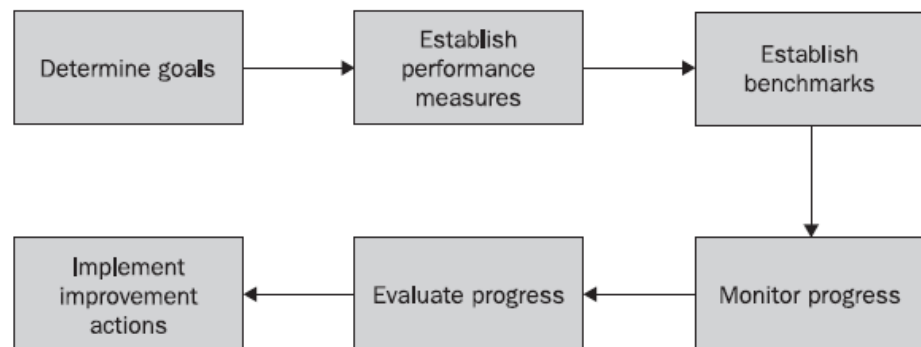 Determine goals
Establish
performance
measures
Establish
benchmarks
Monitor progress
Evaluate progress
Implement
improvement
actions